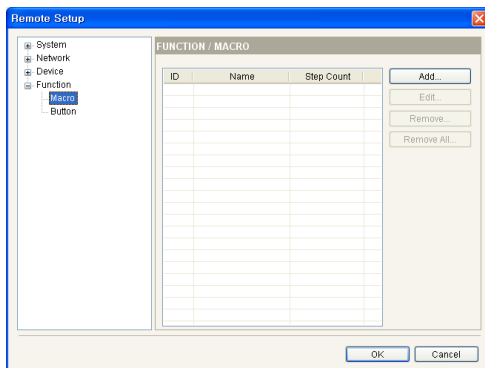 Remote Setup
System
Network
Device
Function
Macro
Button
FUNCTION / MACRO
ID Name Step Count
Add...
Edit...
Remove...
Remove All...
OK Cancel